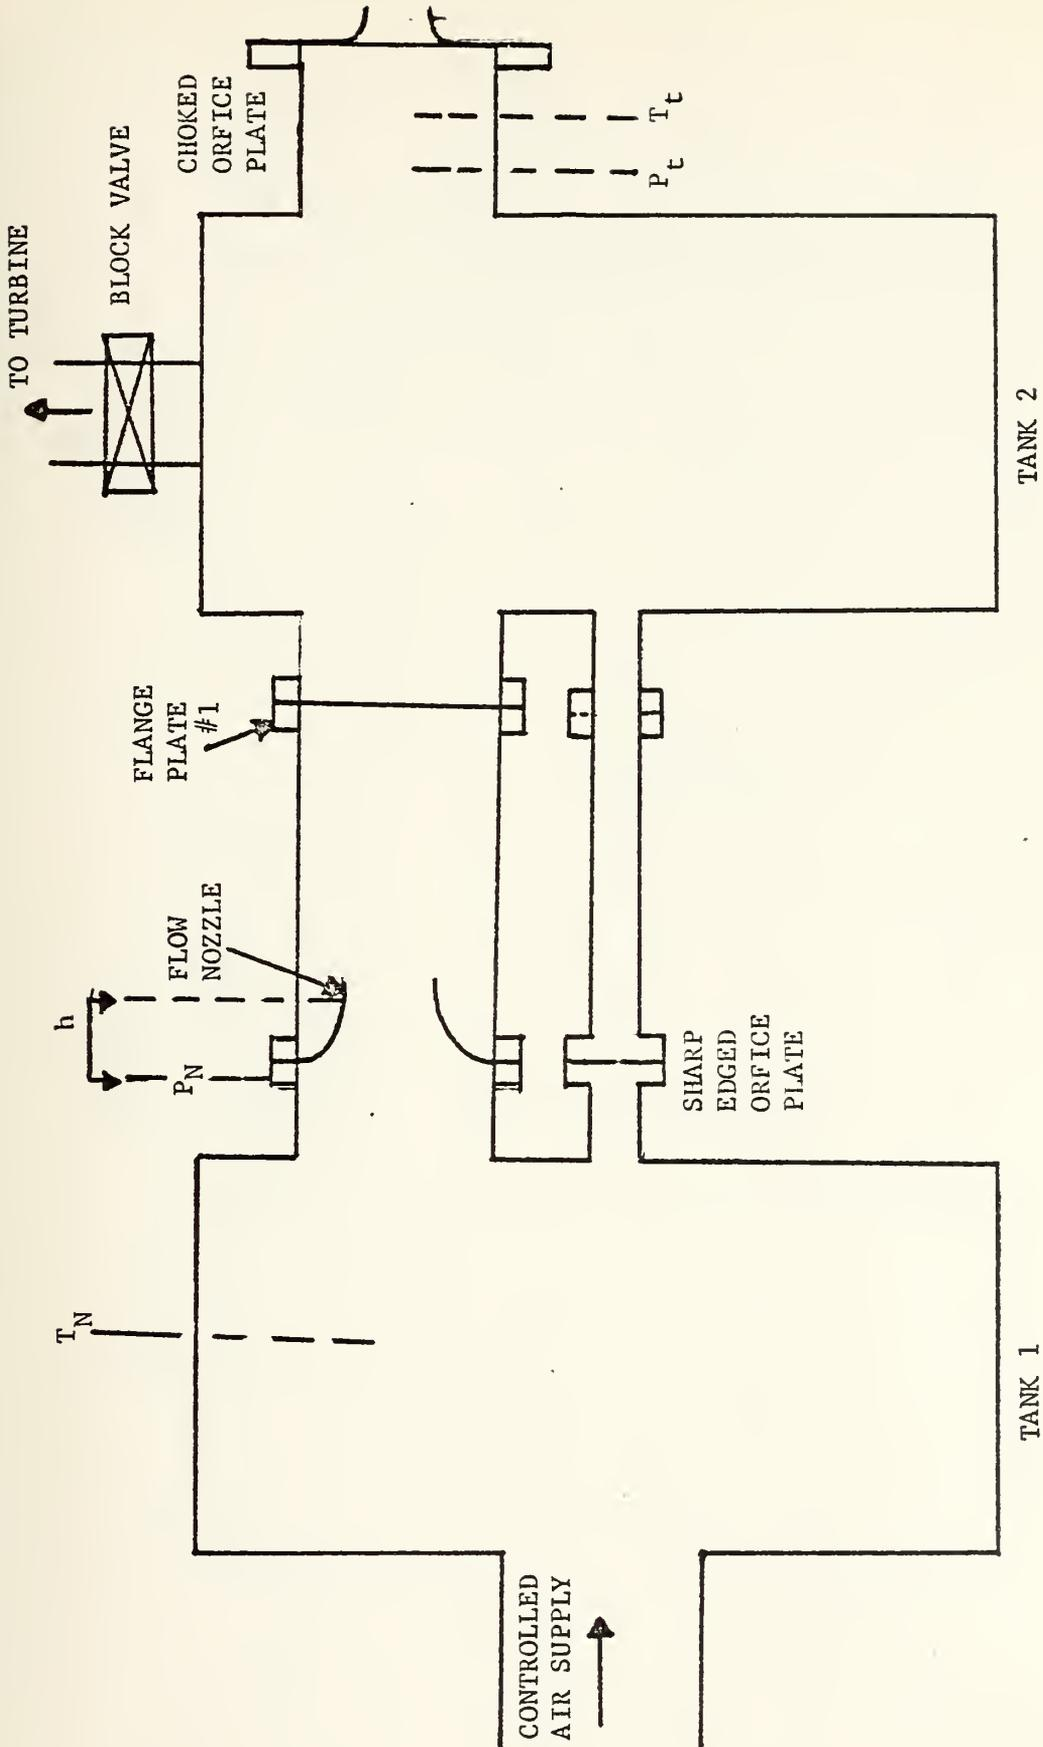 TO TURBINE
BLOCK VALVE
CHOKED
ORFICE
PLATE
P_t
T_t
FLANGE
PLATE
#1
h
P_N
FLOW
NOZZLE
SHARP
EDGED
ORFICE
PLATE
T_N
CONTROLLED
AIR SUPPLY
TANK 1
TANK 2